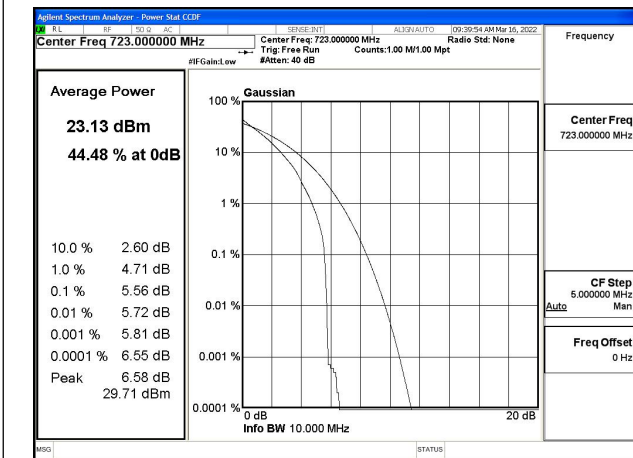 Agilent Spectrum Analyzer - Power Stat CCDF
RL RF 50 Ω AC SENSE:INT ALIGN AUTO 09:39:54 AM Mar 16, 2022
Center Freq 723.000000 MHz
Center Freq: 723.000000 MHz Radio Std: None
Trig: Free Run Counts:1.00 M/1.00 Mpt
#IFGain:Low #Atten: 40 dB
Frequency
Average Power
23.13 dBm
44.48 % at 0dB
10.0 % 2.60 dB
1.0 % 4.71 dB
0.1 % 5.56 dB
0.01 % 5.72 dB
0.001 % 5.81 dB
0.0001 % 6.55 dB
Peak 6.58 dB
29.71 dBm
Gaussian
100 %
10 %
1 %
0.1 %
0.01 %
0.001 %
0.0001 %
0 dB 20 dB
Info BW 10.000 MHz
Center Freq
723.000000 MHz
CF Step
5.000000 MHz
Auto Man
Freq Offset
0 Hz
MSG STATUS